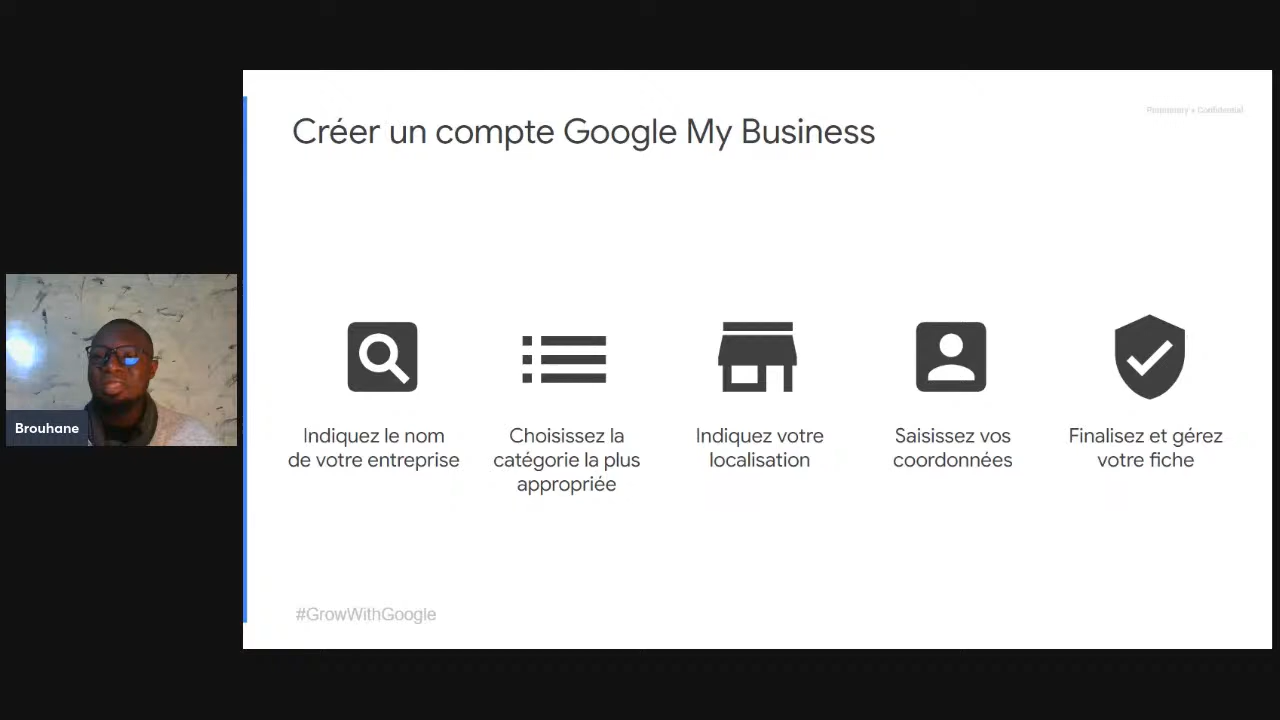 Créer un compte Google My Business
Proprietary + Confidential
Indiquez le nom
de votre entreprise
Choisissez la
catégorie la plus
appropriée
Indiquez votre
localisation
Saisissez vos
coordonnées
Finalisez et gérez
votre fiche
Brouhane
#GrowWithGoogle